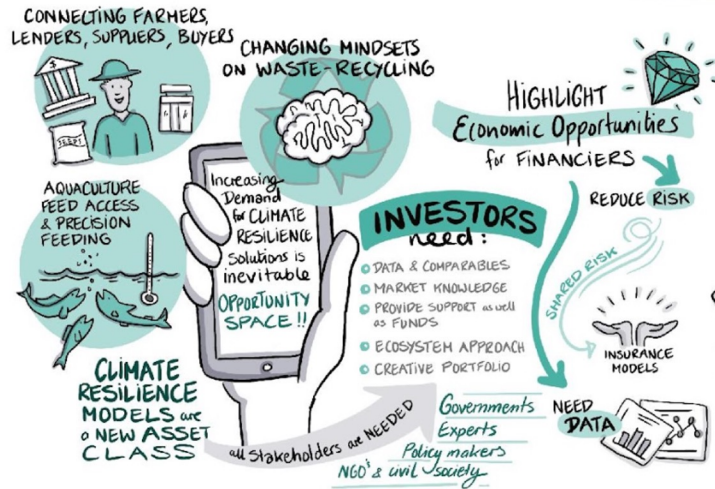 CONNECTING FARMERS,
LENDERS, SUPPLIERS, BUYERS
CHANGING MINDSETS
ON WASTE-RECYCLING
AQUACULTURE
FEED ACCESS
& PRECISION
FEEDING
Increasing
Demand
for CLIMATE
RESILIENCE
Solutions is
inevitable
OPPORTUNITY
SPACE!!
CLIMATE
RESILIENCE
MODELS are
a NEW ASSET
CLASS
INVESTORS
need:
DATA & COMPARABLES
MARKET KNOWLEDGE
PROVIDE SUPPORT as well
as FUNDS
ECOSYSTEM APPROACH
CREATIVE PORTFOLIO
all Stakeholders are NEEDED
Governments
Experts
Policy makers
NGOs & civil society
HIGHLIGHT
Economic Opportunities
for FINANCIERS
REDUCE RISK
SHARED RISK
INSURANCE
MODELS
NEED
DATA